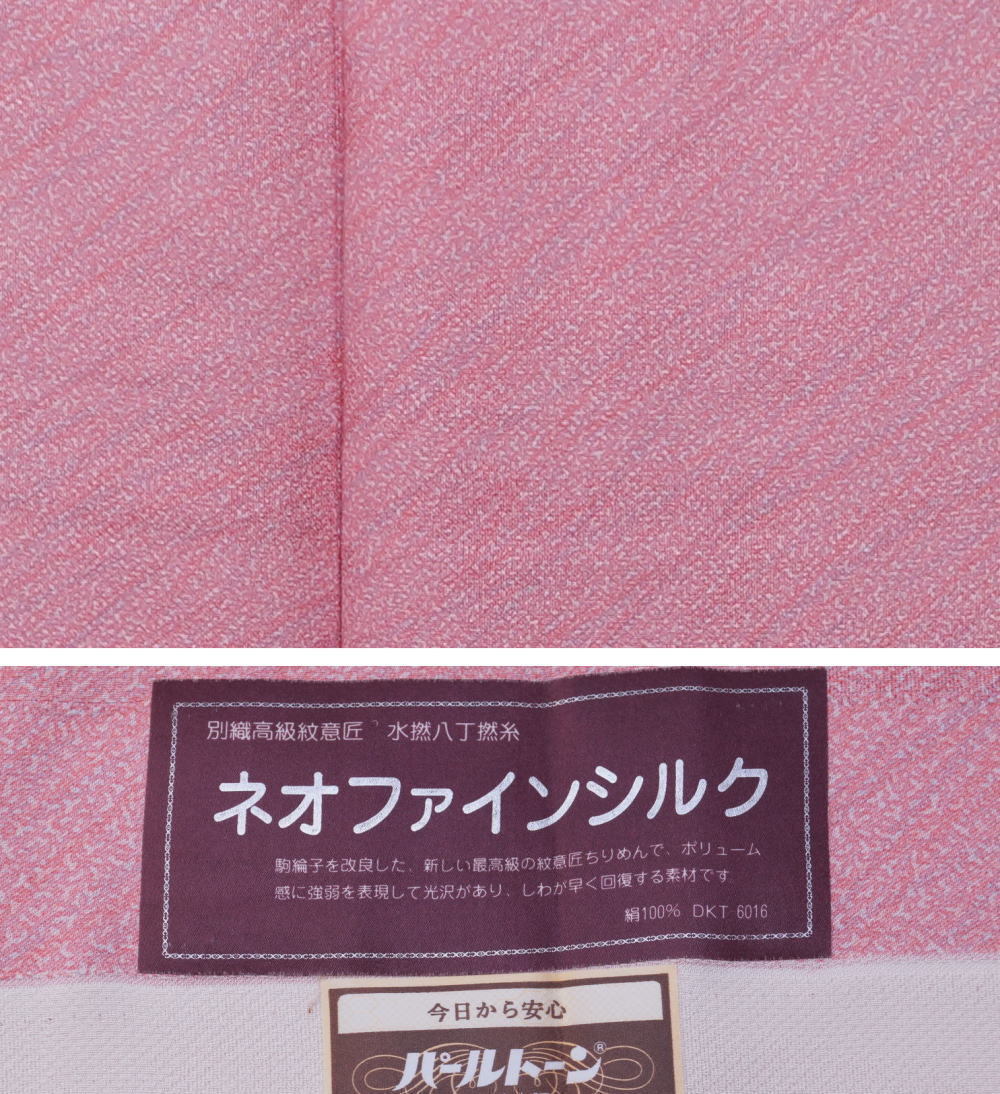 別織高級紋意匠 水撚八丁撚糸
ネオファインシルク
駒綸子を改良した、新しい最高級の紋意匠ちりめんで、ボリューム
感に強弱を表現して光沢があり、しわが早く回復する素材です
絹100% DKT 6016
今日から安心
パールトーン®